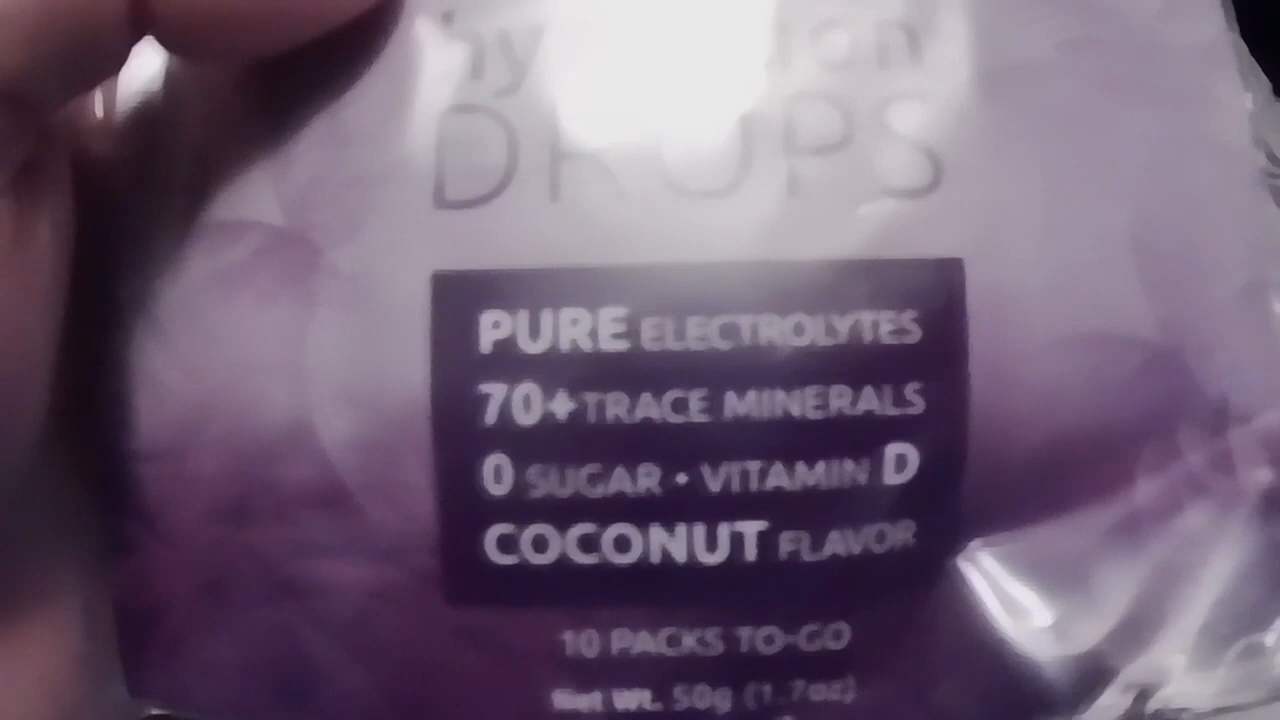 DROPS
PURE ELECTROLYTES
70+ TRACE MINERALS
0 SUGAR • VITAMIN D
COCONUT FLAVOR
10 PACKS TO-GO
Net Wt. 50g (1.7oz)